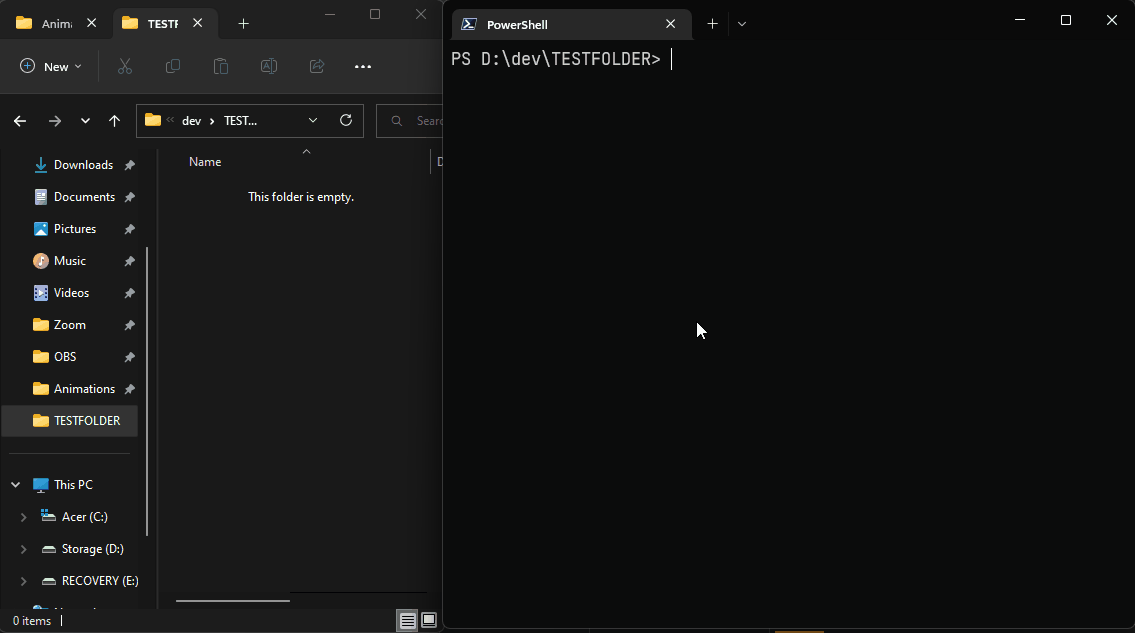 Anima
TESTF
New
dev > TEST...
Searc
Name
D
This folder is empty.
Downloads
Documents
Pictures
Music
Videos
Zoom
OBS
Animations
TESTFOLDER
This PC
Acer (C:)
Storage (D:)
RECOVERY (E:)
0 items
PowerShell
PS D:\dev\TESTFOLDER>